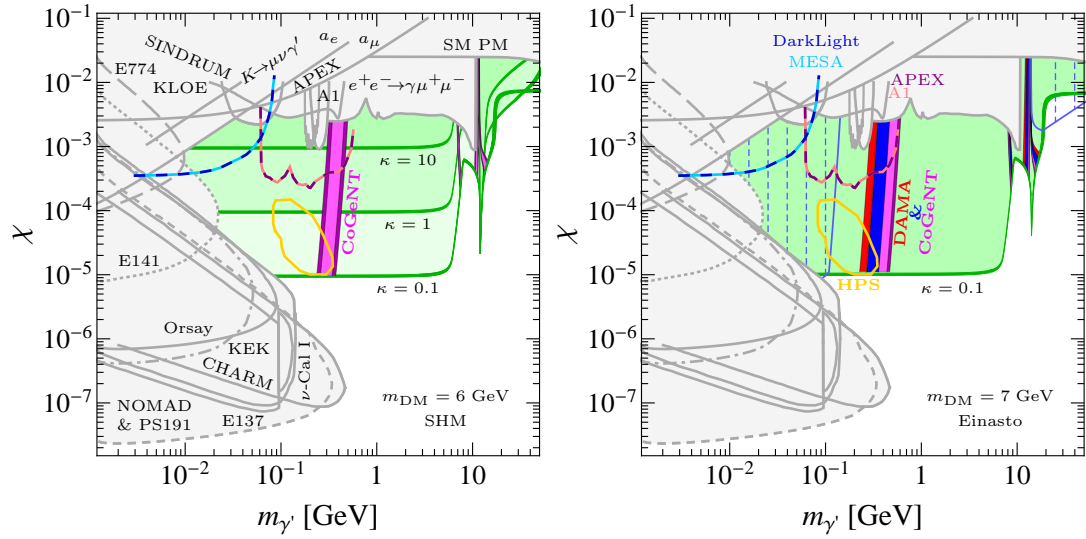 SINDRUM
E774
KLOE
K→μνγ'
a_e
a_μ
APEX
A1
e⁺e⁻→γμ⁺μ⁻
SM PM
κ = 10
κ = 1
κ = 0.1
CoGeNT
E141
Orsay
KEK
CHARM
ν-Cal I
NOMAD
& PS191
E137
m_DM = 6 GeV
SHM
10⁻¹
10⁻²
10⁻³
10⁻⁴
10⁻⁵
10⁻⁶
10⁻⁷
χ
10⁻² 10⁻¹ 1 10
m_γ' [GeV]
DarkLight
MESA
APEX
A1
DAMA
&
CoGeNT
HPS
κ = 0.1
m_DM = 7 GeV
Einasto
10⁻¹
10⁻²
10⁻³
10⁻⁴
10⁻⁵
10⁻⁶
10⁻⁷
χ
10⁻² 10⁻¹ 1 10
m_γ' [GeV]